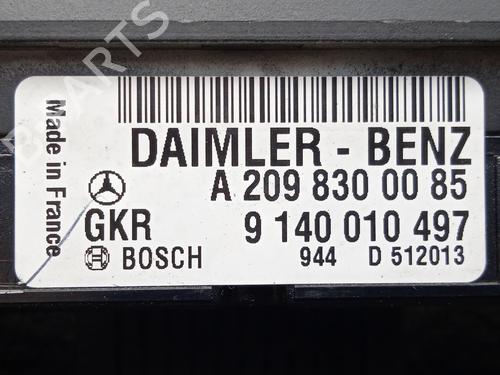 DAIMLER - BENZ
A 209 830 00 85
GKR 9 140 010 497
BOSCH 944 D 512013
Made in France